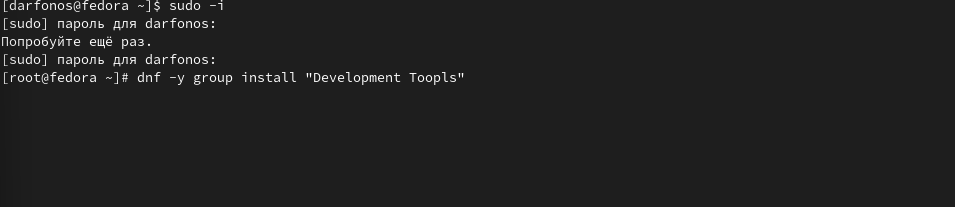 [darfonos@fedora ~]$ sudo -i
[sudo] пароль для darfonos:
Попробуйте ещё раз.
[sudo] пароль для darfonos:
[root@fedora ~]# dnf -y group install "Development Toopls"